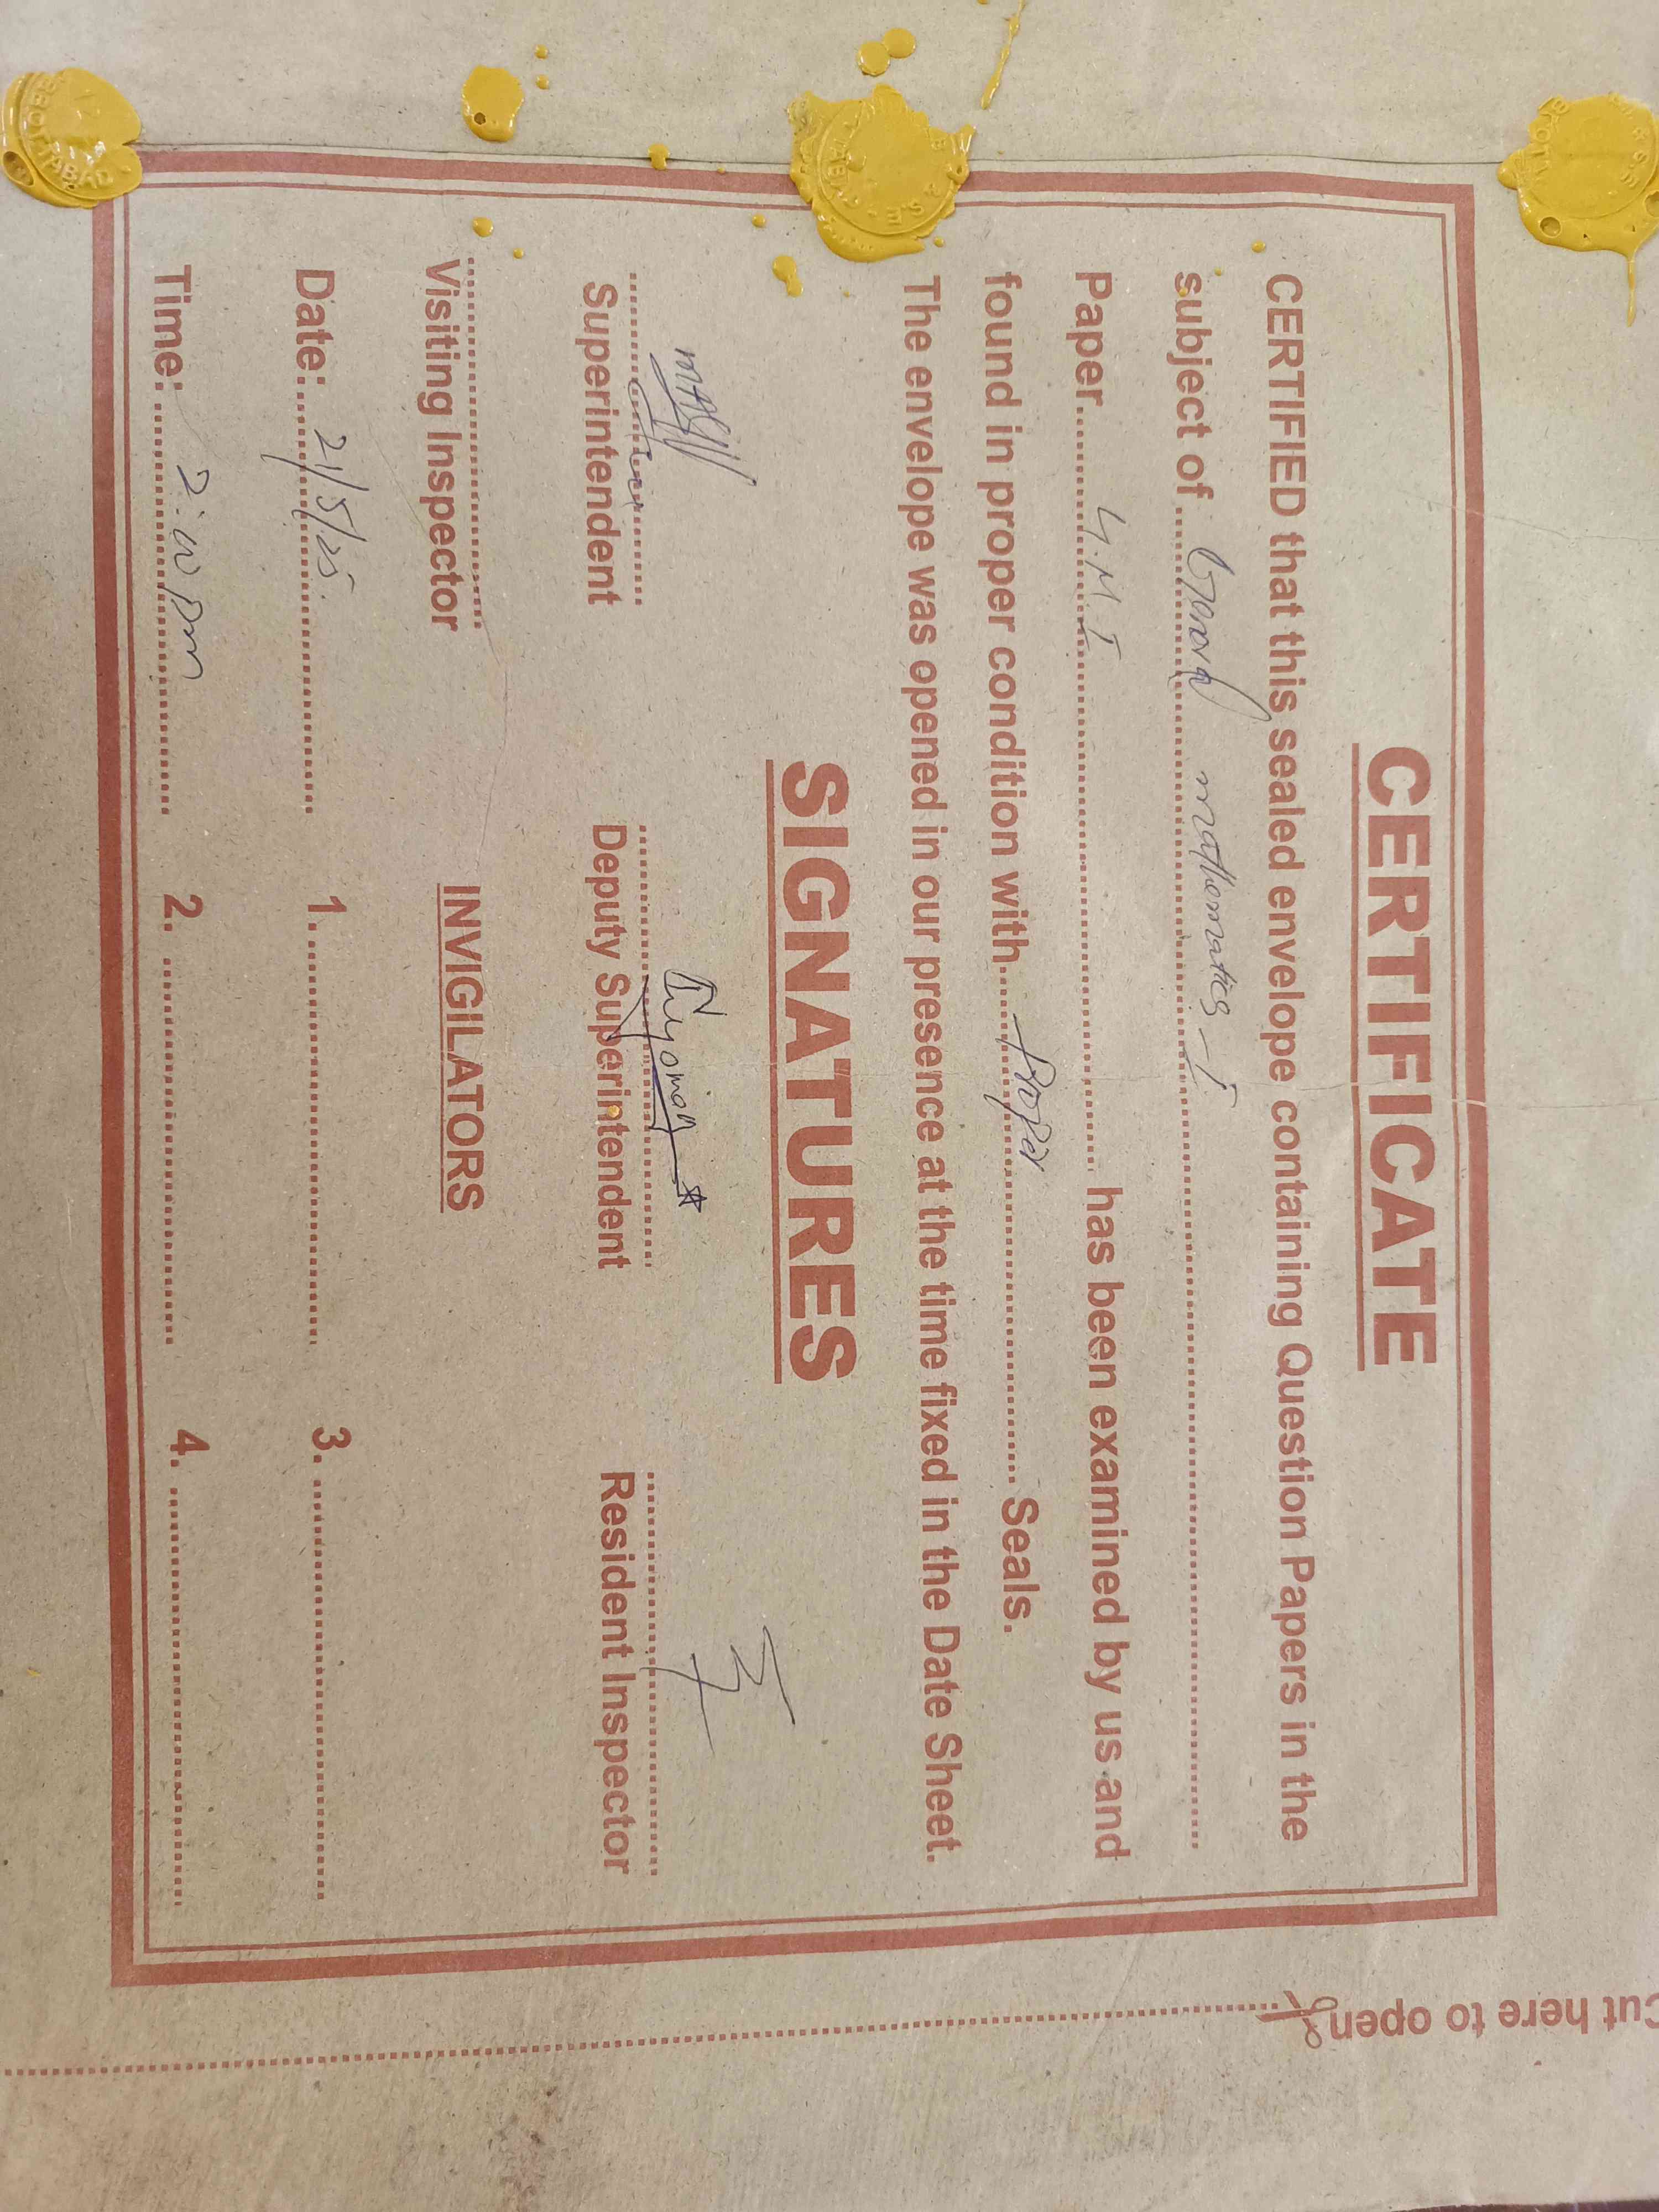 CERTIFICATE
CERTIFIED that this sealed envelope containing Question Papers in the
subject of General mathematics - I
Paper G.M.I has been examined by us and
found in proper condition with Proper Seals.
The envelope was opened in our presence at the time fixed in the Date Sheet.
SIGNATURES
Superintendent Deputy Superintendent Resident Inspector
Visiting Inspector INVIGILATORS
Date: 21/5/25 1. 3.
Time: 2:00 pm 2. 4.
Cut here to open
ABBOTTABAD